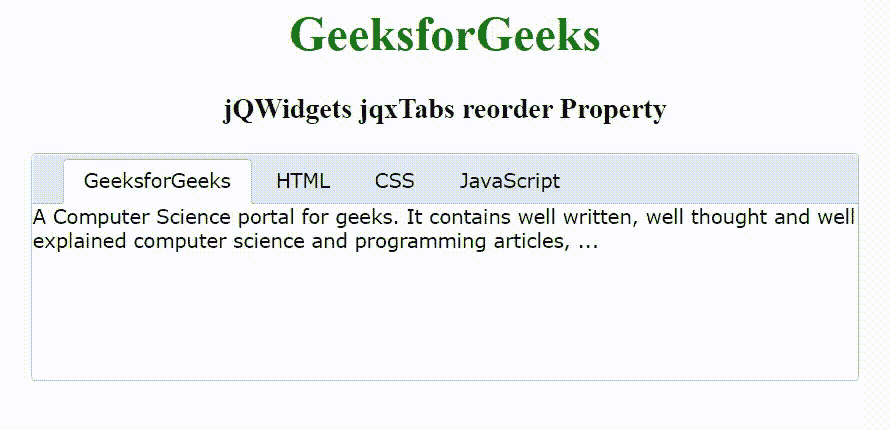 GeeksforGeeks
jQWidgets jqxTabs reorder Property
GeeksforGeeks HTML CSS JavaScript
A Computer Science portal for geeks. It contains well written, well thought and well
explained computer science and programming articles, ...